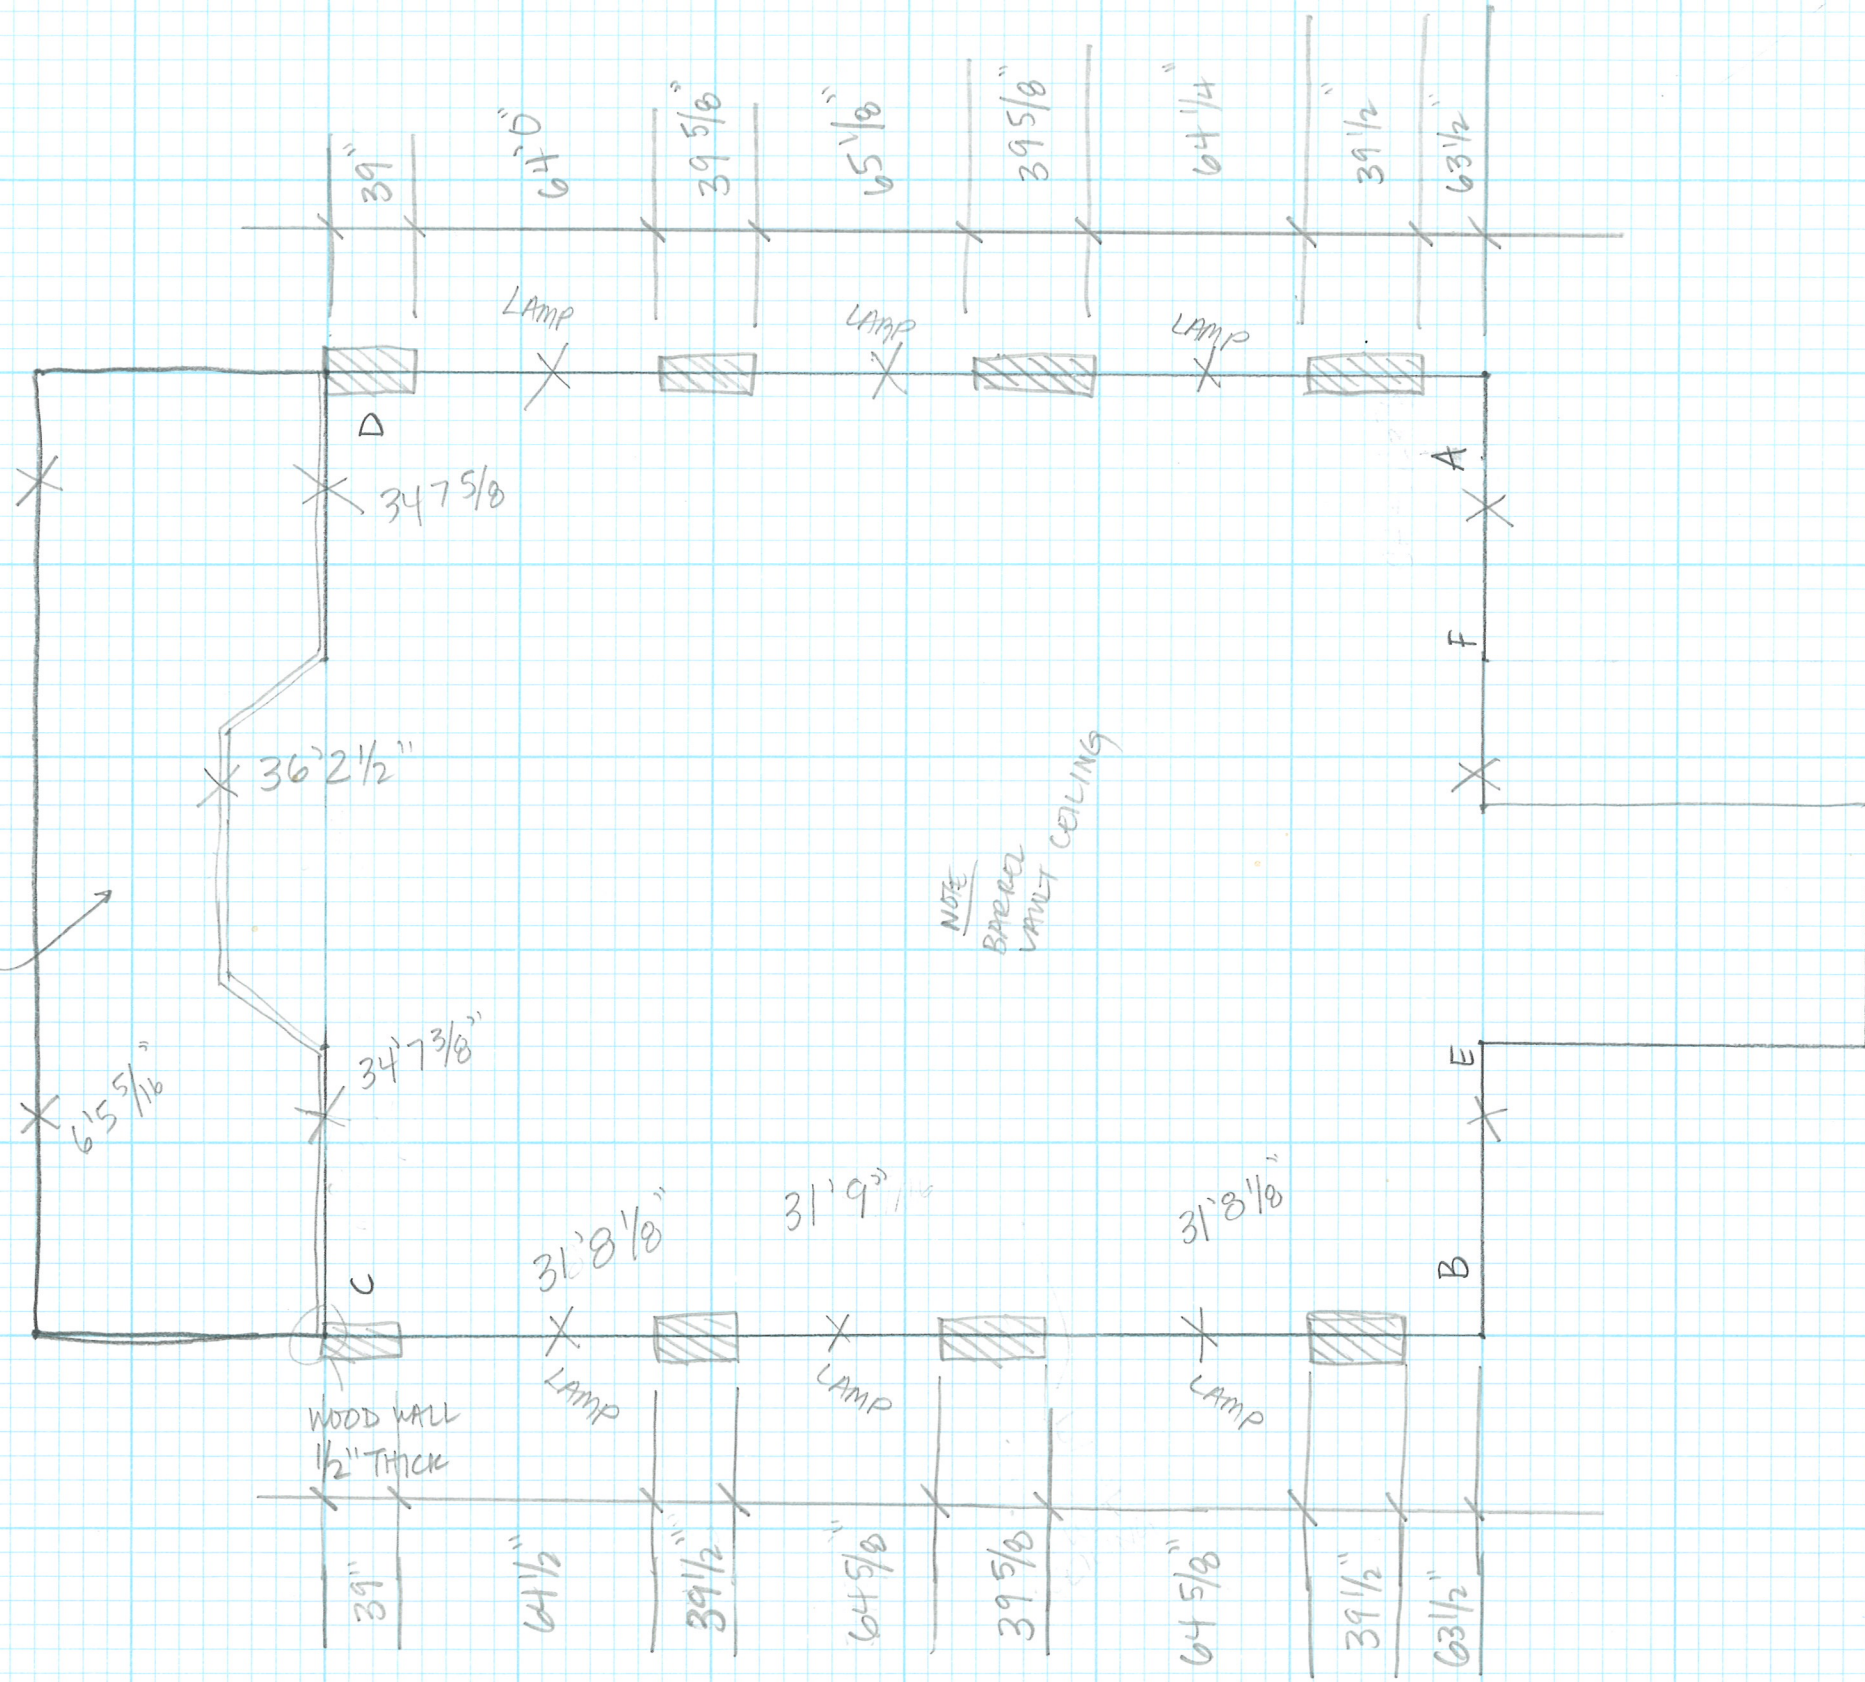 39"
64"0"
39 5/8"
65 1/8"
39 5/8"
64 1/4"
39 1/2"
63 1/2"
LAMP
LAMP
LAMP
D
A
347 5/8
F
36'2 1/2"
NOTE
BARREL
VAULT CEILING
34'7 3/8"
E
6'5 5/16"
31'8 1/8"
31'9"
31'8 1/8"
C
B
LAMP
LAMP
LAMP
WOOD WALL
1/2" THICK
39"
64 1/2"
39 1/2"
64 5/8"
39 5/8"
64 5/8"
39 1/2"
63 1/2"